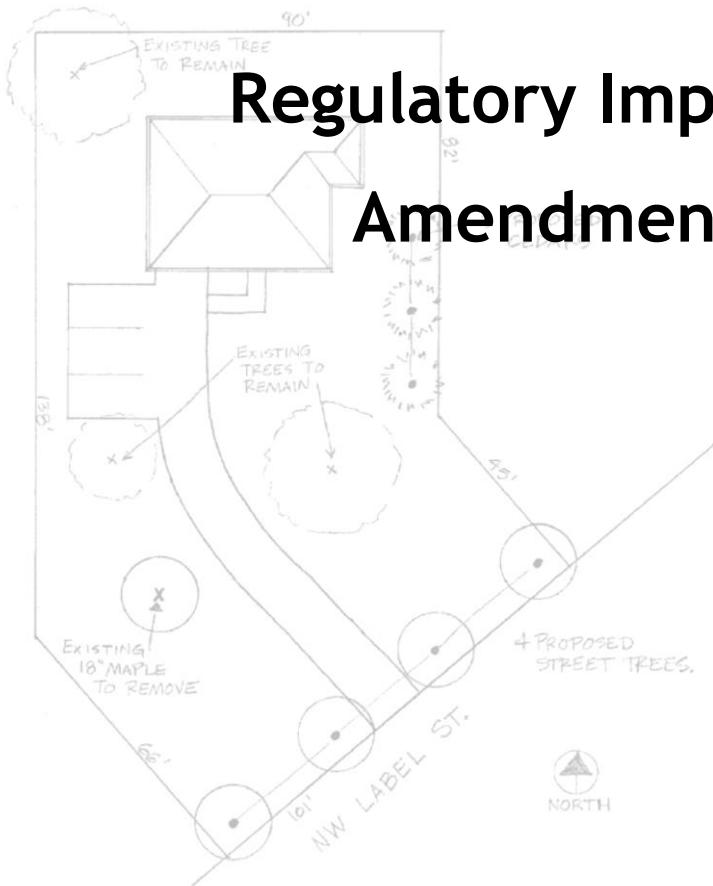 90'
EXISTING TREE
TO REMAIN
Regulatory Imp
82'
Amendmen
EXISTING
TREES TO
REMAIN
138'
45'
EXISTING
18" MAPLE
TO REMOVE
4 PROPOSED
STREET TREES.
66'
101'
NW LABEL ST.
NORTH